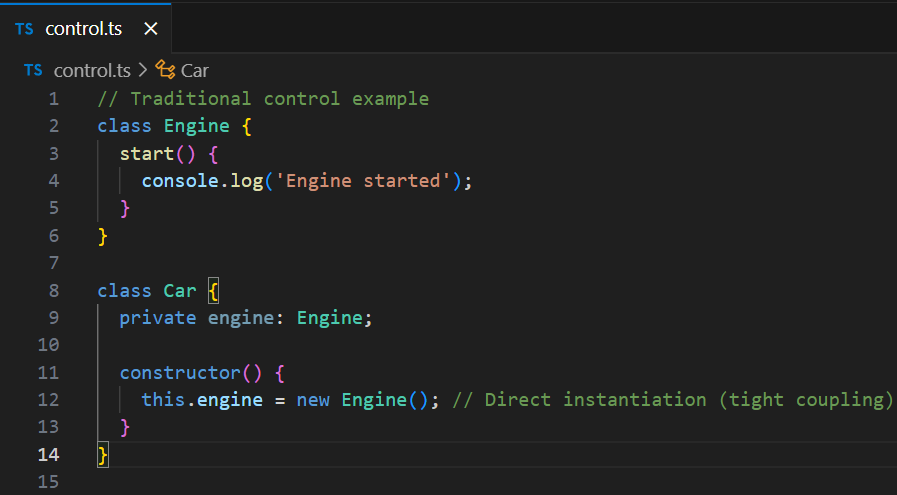 TS control.ts ×
TS control.ts > Car
1 // Traditional control example
2 class Engine {
3 start() {
4 console.log('Engine started');
5 }
6 }
7
8 class Car {
9 private engine: Engine;
10
11 constructor() {
12 this.engine = new Engine(); // Direct instantiation (tight coupling)
13 }
14 }
15